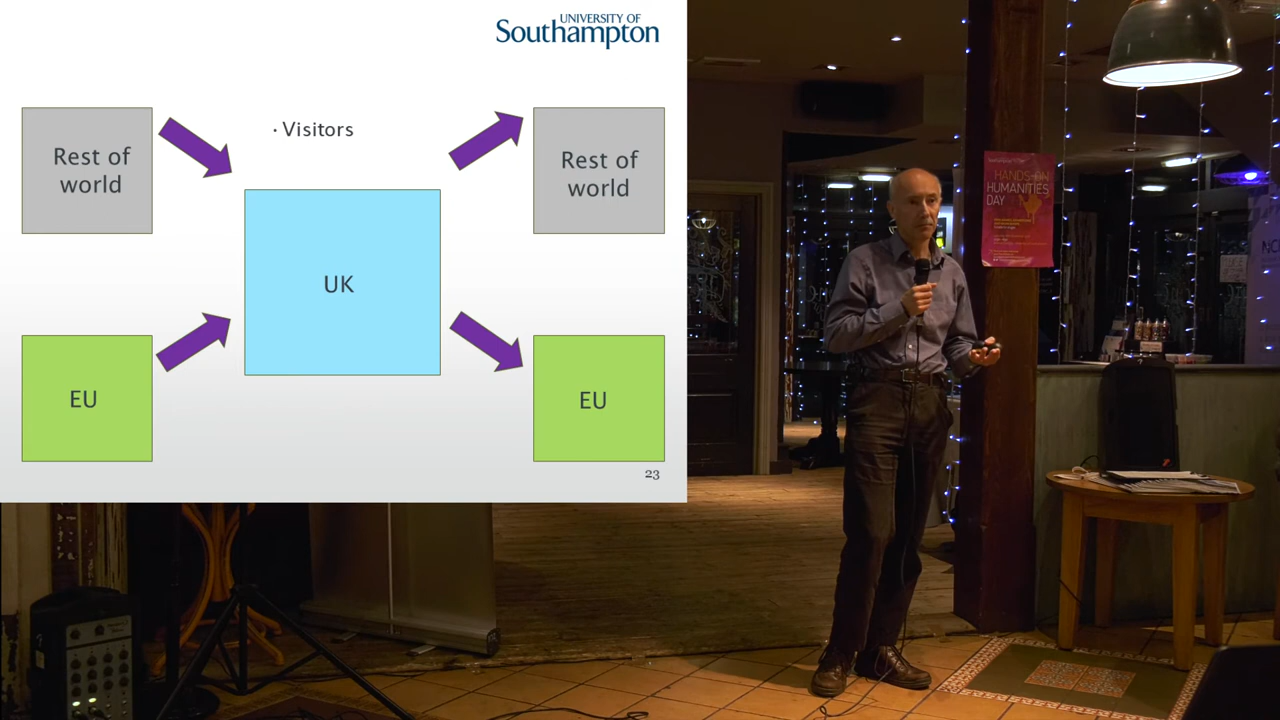 UNIVERSITY OF
Southampton
Rest of
world
· Visitors
Rest of
world
UK
EU
EU
23
HANDS-ON
HUMANITIES
DAY